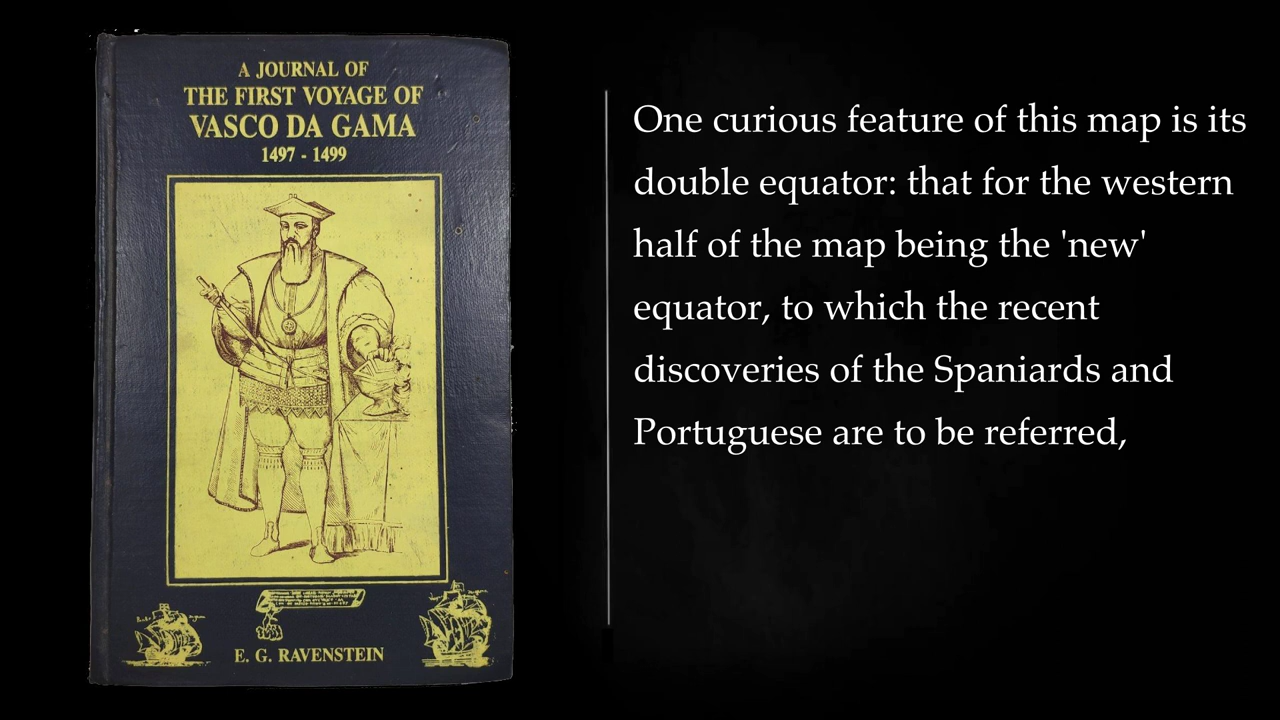 A JOURNAL OF
THE FIRST VOYAGE OF
VASCO DA GAMA
1497 - 1499
E. G. RAVENSTEIN
One curious feature of this map is its
double equator: that for the western
half of the map being the 'new'
equator, to which the recent
discoveries of the Spaniards and
Portuguese are to be referred,